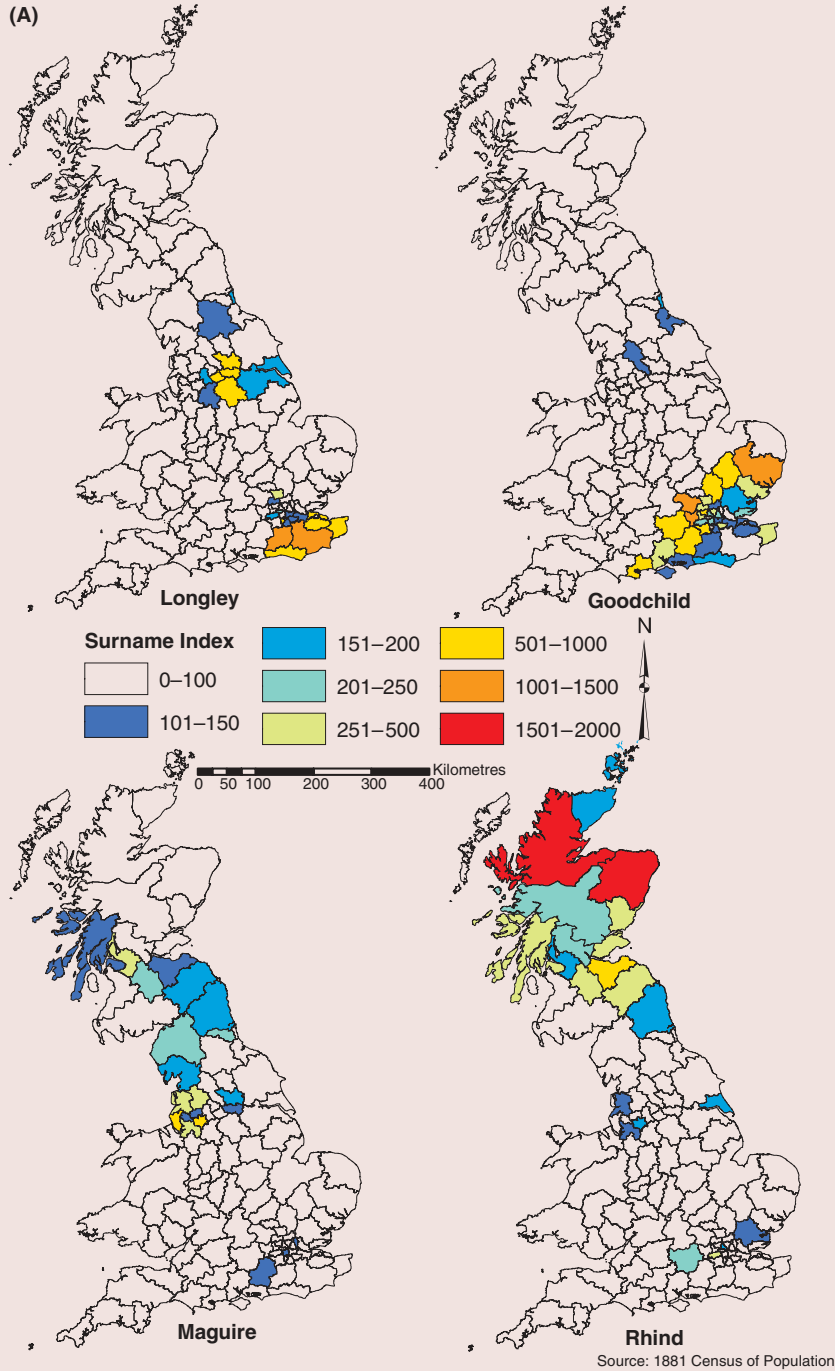 (A)
Longley
Goodchild
Surname Index
0–100
101–150
151–200
201–250
251–500
501–1000
1001–1500
1501–2000
N
0 50 100 200 300 400 Kilometres
Maguire
Rhind
Source: 1881 Census of Population